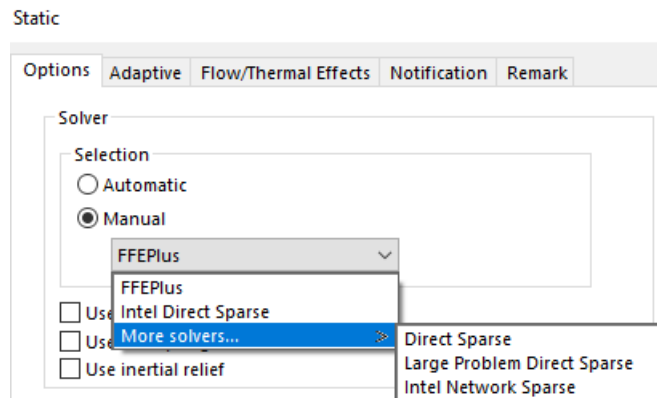 Static
Options Adaptive Flow/Thermal Effects Notification Remark
Solver
Selection
Automatic
Manual
FFEPlus
FFEPlus
Intel Direct Sparse
More solvers...
Direct Sparse
Large Problem Direct Sparse
Intel Network Sparse
Use inertial relief